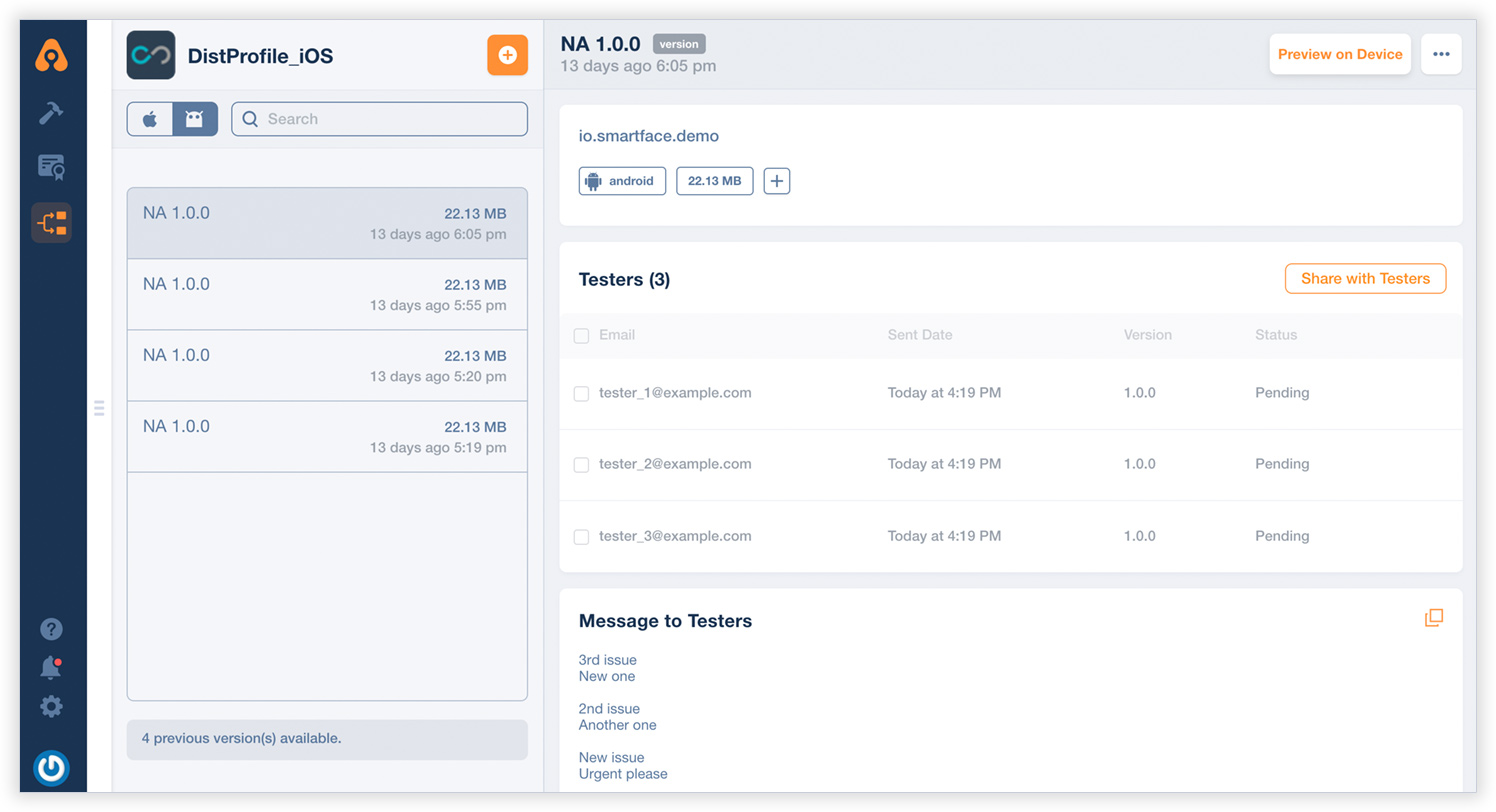 DistProfile_iOS
Search
NA 1.0.0
22.13 MB
13 days ago 6:05 pm
NA 1.0.0
22.13 MB
13 days ago 5:55 pm
NA 1.0.0
22.13 MB
13 days ago 5:20 pm
NA 1.0.0
22.13 MB
13 days ago 5:19 pm
4 previous version(s) available.
NA 1.0.0 version
13 days ago 6:05 pm
Preview on Device
io.smartface.demo
android 22.13 MB
Testers (3)
Share with Testers
Email Sent Date Version Status
tester_1@example.com Today at 4:19 PM 1.0.0 Pending
tester_2@example.com Today at 4:19 PM 1.0.0 Pending
tester_3@example.com Today at 4:19 PM 1.0.0 Pending
Message to Testers
3rd issue
New one
2nd issue
Another one
New issue
Urgent please